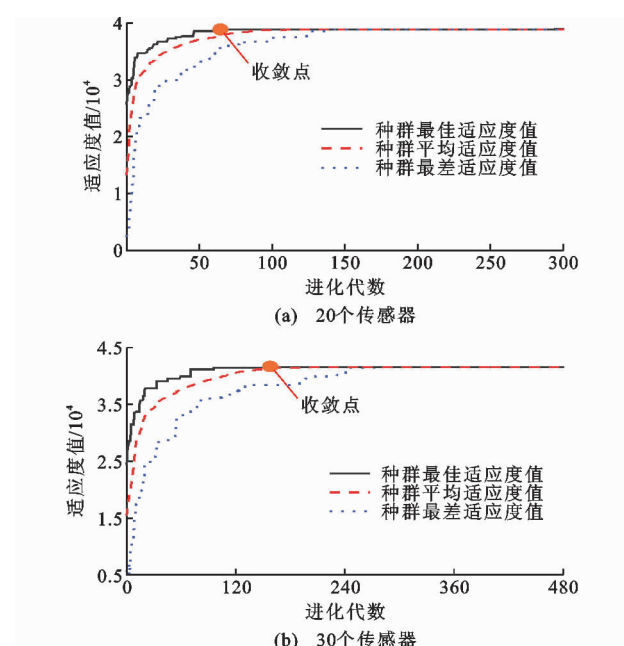 4
3
2
1
0
适应度值/10⁴
收敛点
种群最佳适应度值
种群平均适应度值
种群最差适应度值
50
100
150
200
250
300
进化代数
(a) 20个传感器
4.5
3.5
2.5
1.5
0.5
适应度值/10⁴
收敛点
种群最佳适应度值
种群平均适应度值
种群最差适应度值
0
120
240
360
480
进化代数
(b) 30个传感器